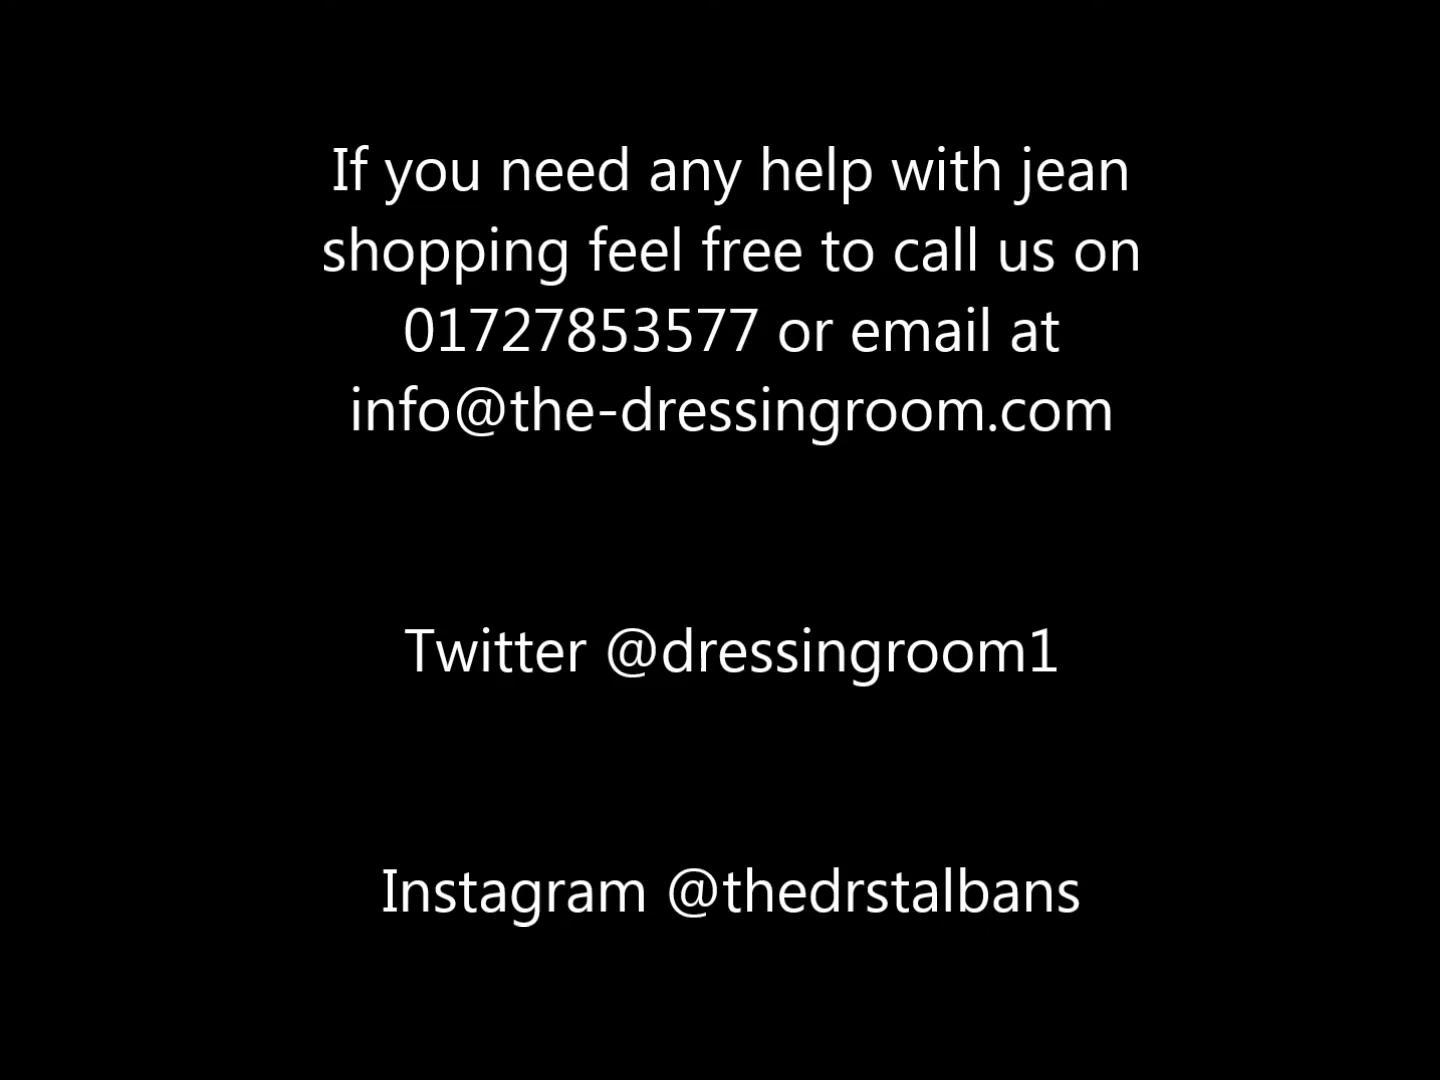 If you need any help with jean
shopping feel free to call us on
01727853577 or email at
info@the-dressingroom.com
Twitter @dressingroom1
Instagram @thedrstalbans